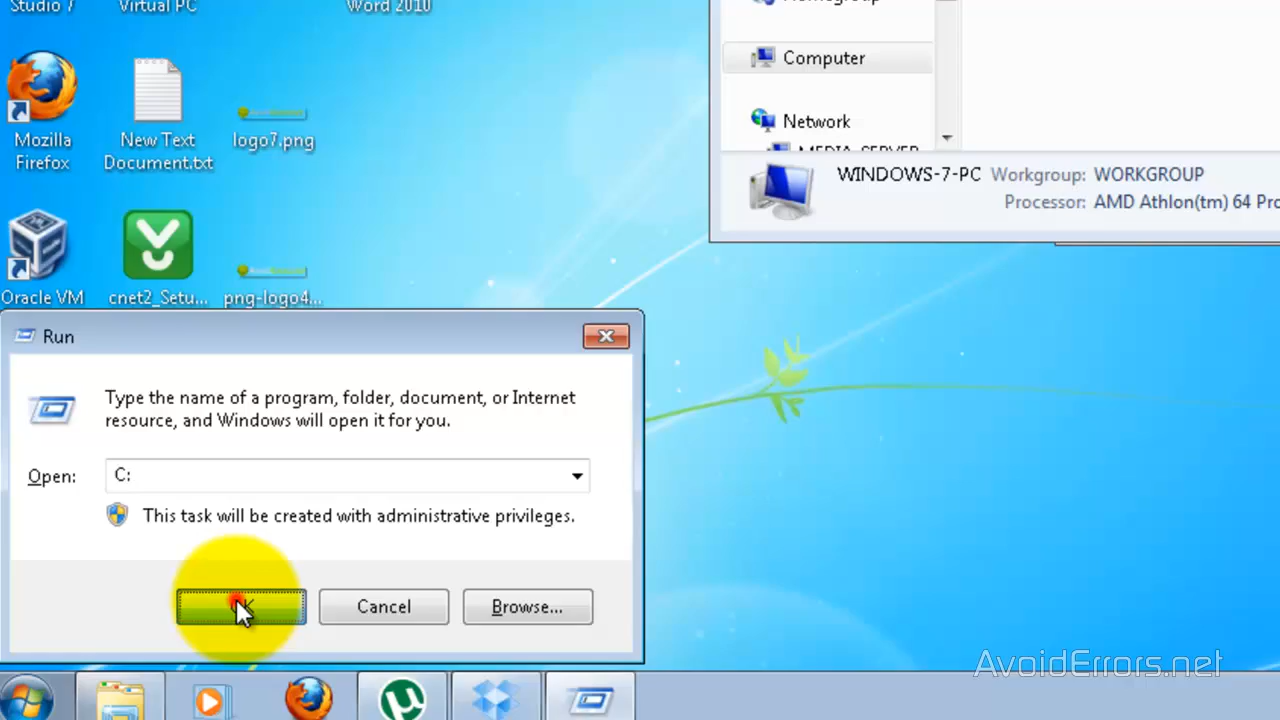 Studio 7
Virtual PC
Word 2010
Homegroup
Computer
Network
MEDIA_SERVER
WINDOWS-7-PC Workgroup: WORKGROUP
Processor: AMD Athlon(tm) 64 Pro
Mozilla
Firefox
New Text
Document.txt
logo7.png
Oracle VM
cnet2_Setu...
png-logo4...
Run
Type the name of a program, folder, document, or Internet
resource, and Windows will open it for you.
Open: C:
This task will be created with administrative privileges.
Cancel
Browse...
AvoidErrors.net